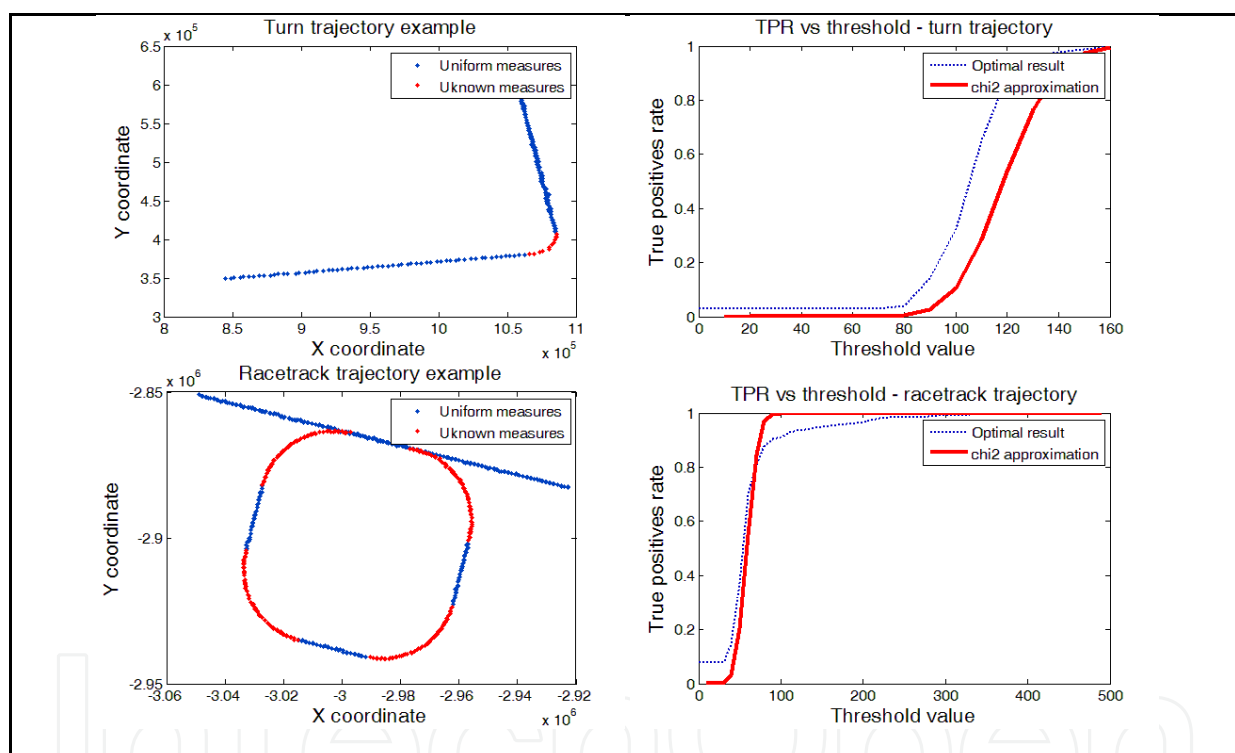 Turn trajectory example
x 10^5
6.5
6
5.5
5
4.5
4
3.5
3
Y coordinate
Uniform measures
Uknown measures
8
8.5
9
9.5
10
10.5
11
X coordinate
x 10^5
TPR vs threshold - turn trajectory
1
0.8
0.6
0.4
0.2
0
True positives rate
Optimal result
chi2 approximation
0
20
40
60
80
100
120
140
160
Threshold value
Racetrack trajectory example
x 10^6
-2.85
-2.9
-2.95
Y coordinate
Uniform measures
Uknown measures
-3.06
-3.04
-3.02
-3
-2.98
-2.96
-2.94
-2.92
X coordinate
x 10^6
TPR vs threshold - racetrack trajectory
1
0.8
0.6
0.4
0.2
0
True positives rate
Optimal result
chi2 approximation
0
100
200
300
400
500
Threshold value